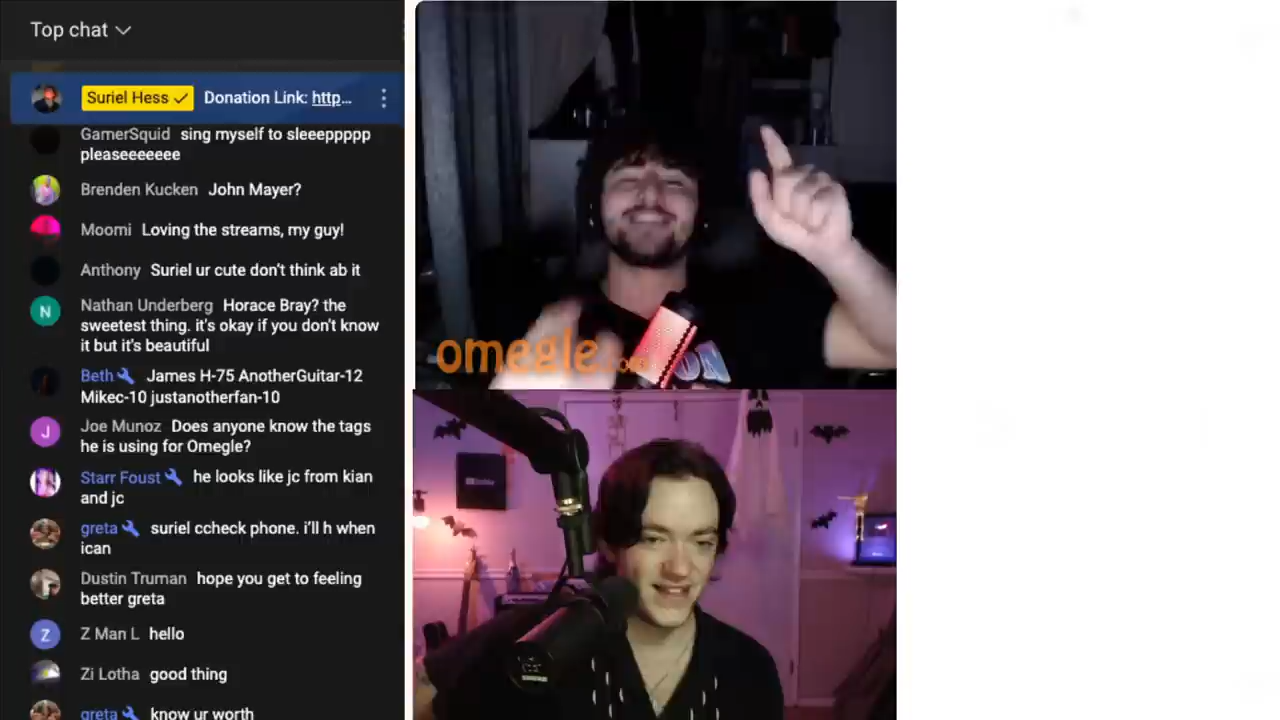 Top chat
Suriel Hess Donation Link: http...
GamerSquid sing myself to sleeeppppp
pleaseeeeeee
Brenden Kucken John Mayer?
Moomi Loving the streams, my guy!
Anthony Suriel ur cute don't think ab it
N
Nathan Underberg Horace Bray? the
sweetest thing. it's okay if you don't know
it but it's beautiful
Beth James H-75 AnotherGuitar-12
Mikec-10 justanotherfan-10
J
Joe Munoz Does anyone know the tags
he is using for Omegle?
Starr Foust he looks like jc from kian
and jc
greta suriel ccheck phone. i'll h when
ican
Dustin Truman hope you get to feeling
better greta
Z
Z Man L hello
Zi Lotha good thing
greta know ur worth
omegle.com
SHURE